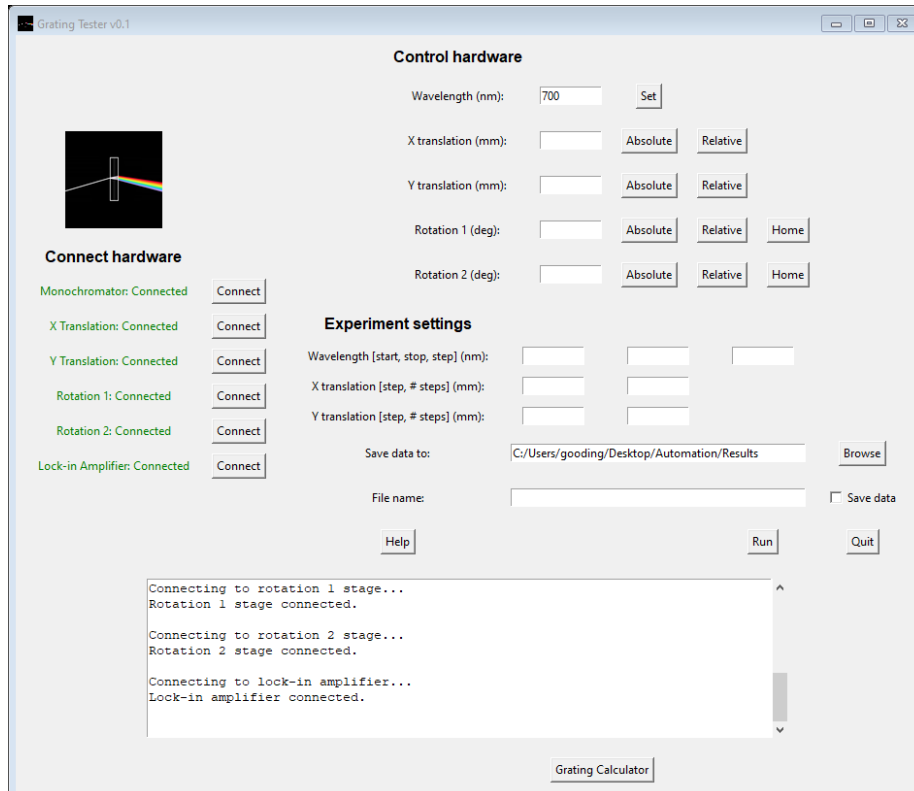 Grating Tester v0.1
Control hardware
Wavelength (nm): 700 Set
X translation (mm): Absolute Relative
Y translation (mm): Absolute Relative
Rotation 1 (deg): Absolute Relative Home
Rotation 2 (deg): Absolute Relative Home
Connect hardware
Monochromator: Connected Connect
X Translation: Connected Connect
Y Translation: Connected Connect
Rotation 1: Connected Connect
Rotation 2: Connected Connect
Lock-in Amplifier: Connected Connect
Experiment settings
Wavelength [start, stop, step] (nm):
X translation [step, # steps] (mm):
Y translation [step, # steps] (mm):
Save data to: C:/Users/gooding/Desktop/Automation/Results Browse
File name: Save data
Help Run Quit
Connecting to rotation 1 stage...
Rotation 1 stage connected.
Connecting to rotation 2 stage...
Rotation 2 stage connected.
Connecting to lock-in amplifier...
Lock-in amplifier connected.
Grating Calculator